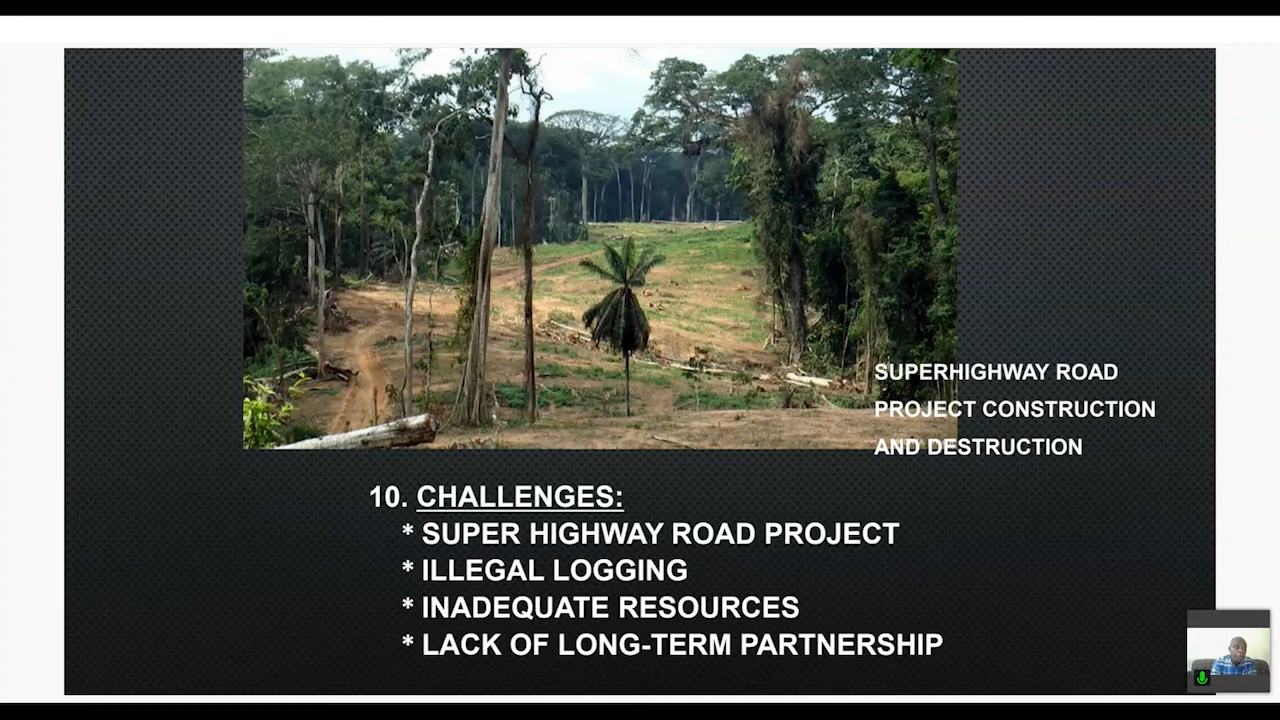 SUPERHIGHWAY ROAD
PROJECT CONSTRUCTION
AND DESTRUCTION
10. CHALLENGES:
* SUPER HIGHWAY ROAD PROJECT
* ILLEGAL LOGGING
* INADEQUATE RESOURCES
* LACK OF LONG-TERM PARTNERSHIP